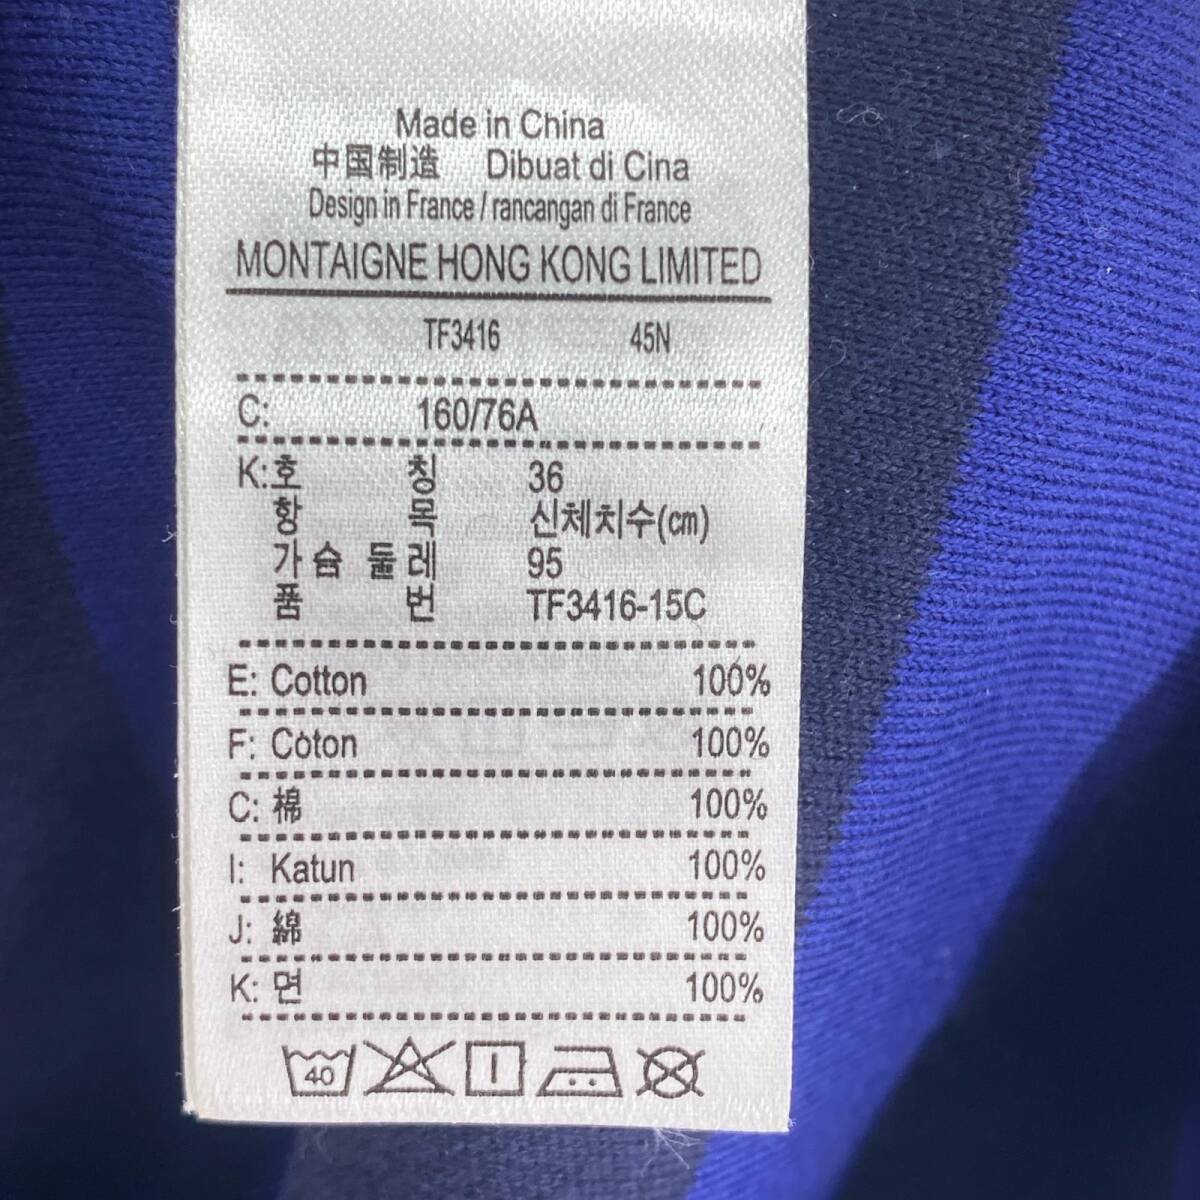 Made in China
中国制造 Dibuat di Cina
Design in France / rancangan di France
MONTAIGNE HONG KONG LIMITED
TF3416 45N
C: 160/76A
K:호 칭 36
항 목 신체치수(㎝)
가슴둘레 95
품 번 TF3416-15C
E: Cotton 100%
F: Coton 100%
C: 棉 100%
I: Katun 100%
J: 綿 100%
K: 면 100%
40